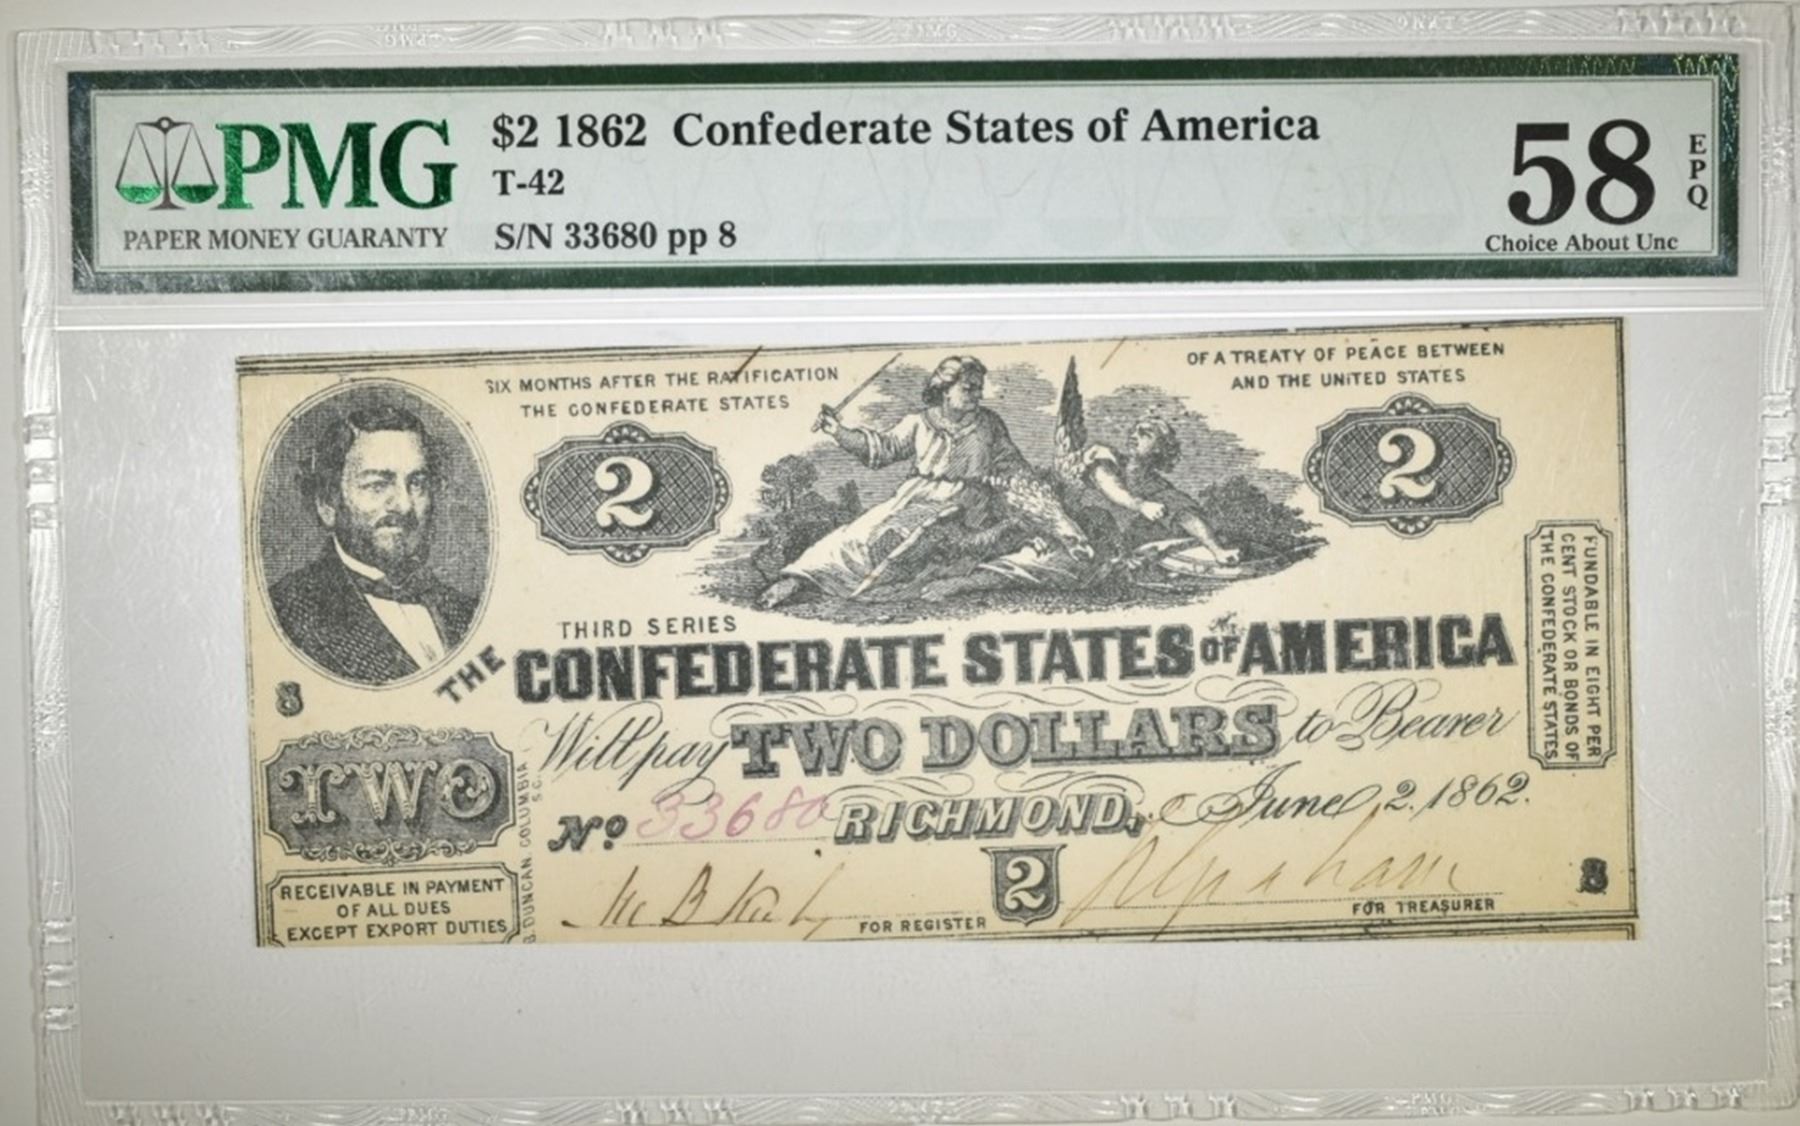 PMG
PAPER MONEY GUARANTY
$2 1862 Confederate States of America
T-42
S/N 33680 pp 8
58
EPQ
Choice About Unc
SIX MONTHS AFTER THE RATIFICATION
THE CONFEDERATE STATES
OF A TREATY OF PEACE BETWEEN
AND THE UNITED STATES
2
2
THIRD SERIES
THE CONFEDERATE STATES OF AMERICA
8
Will pay TWO DOLLARS to Bearer
FUNDABLE IN EIGHT PER
CENT STOCK OR BONDS OF
THE CONFEDERATE STATES
TWO
No 33680 RICHMOND, June 2. 1862.
B. DUNCAN. COLUMBIA
S.C.
RECEIVABLE IN PAYMENT
OF ALL DUES
EXCEPT EXPORT DUTIES
2
8
FOR REGISTER
FOR TREASURER